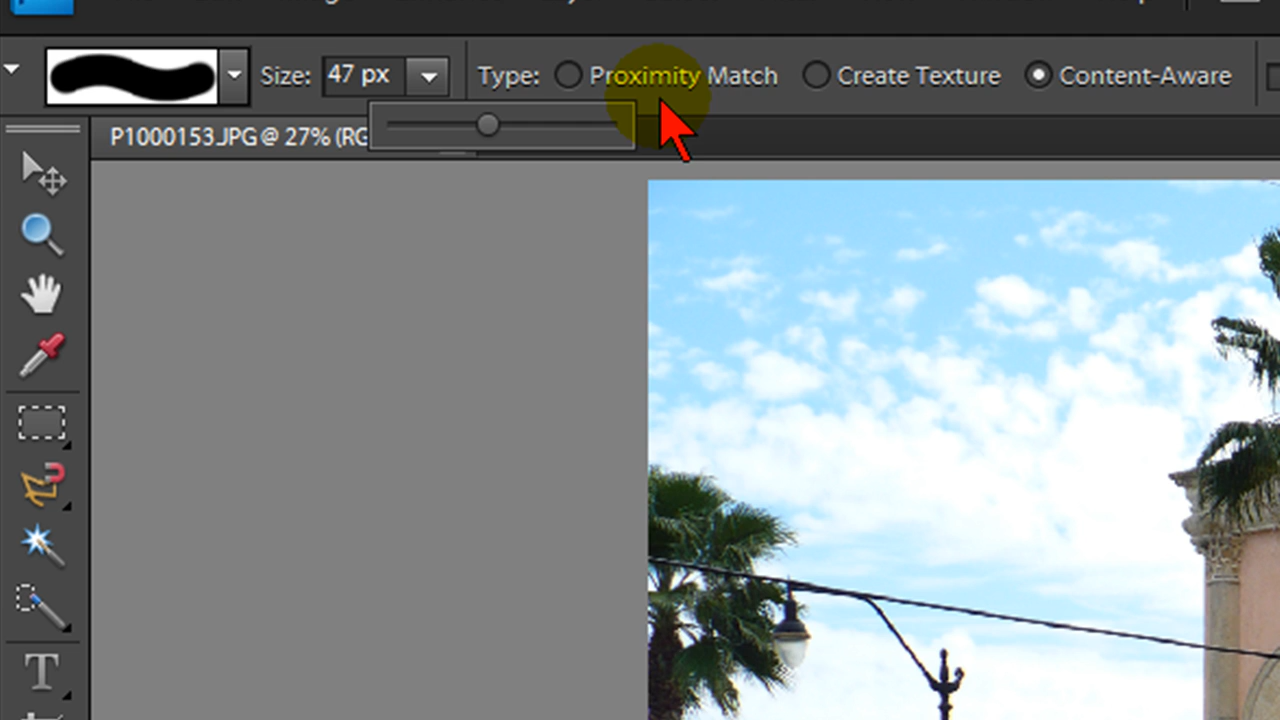 Size: 47 px Type: Proximity Match Create Texture Content-Aware
P1000153.JPG @ 27% (RG
T